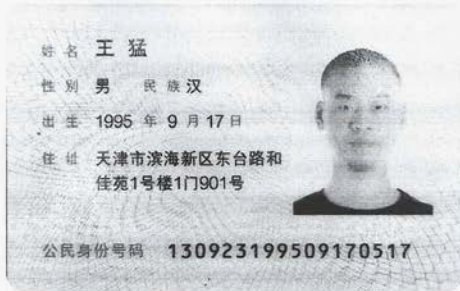 姓名 王猛
性别 男 民族 汉
出生 1995 年 9 月 17 日
住址 天津市滨海新区东台路和
佳苑1号楼1门901号
公民身份号码 130923199509170517